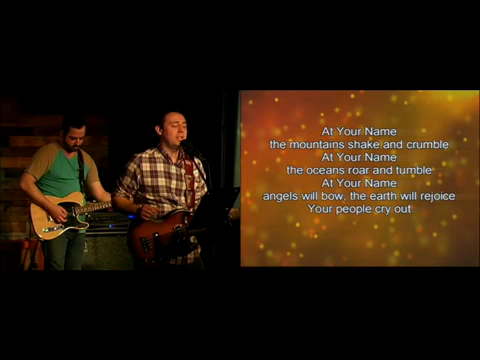 At Your Name
the mountains shake and crumble
At Your Name
the oceans roar and tumble
At Your Name
angels will bow, the earth will rejoice
Your people cry out